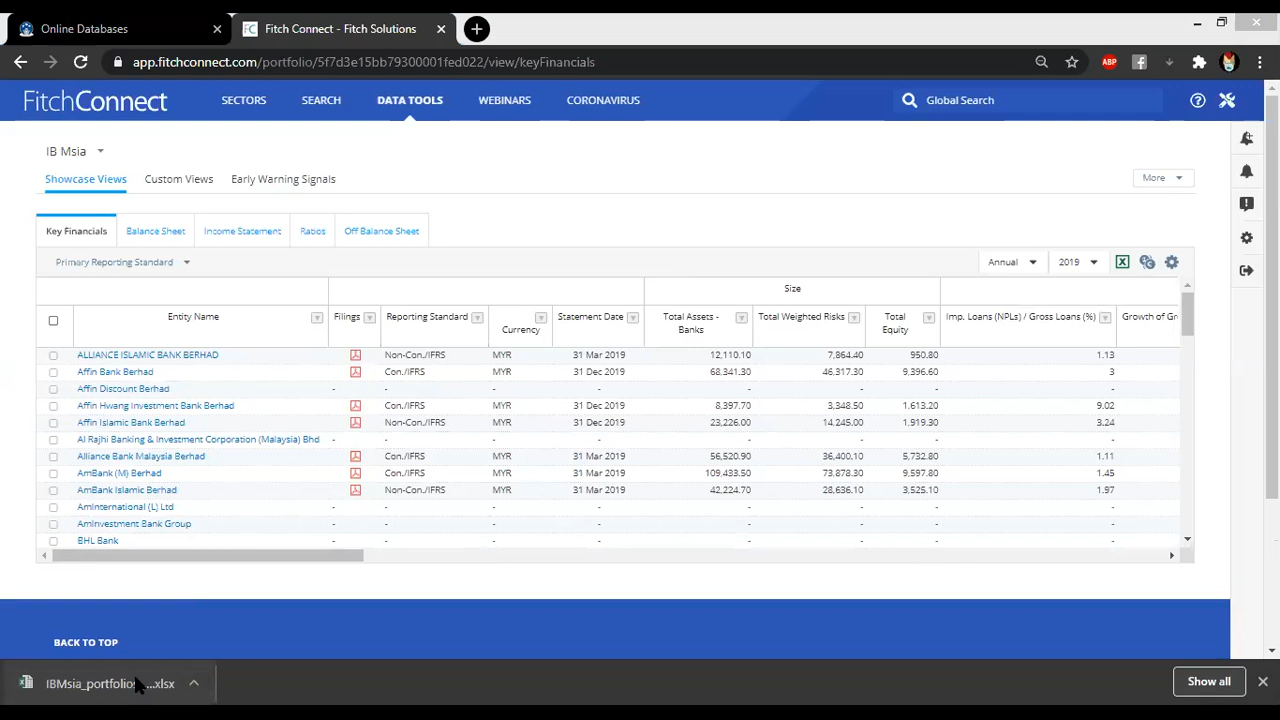 Online Databases
Fitch Connect - Fitch Solutions
app.fitchconnect.com/portfolio/5f7d3e15bb79300001fed022/view/keyFinancials
ABP
FitchConnect SECTORS SEARCH DATA TOOLS WEBINARS CORONAVIRUS Global Search
IB Msia
Showcase Views Custom Views Early Warning Signals More
Key Financials Balance Sheet Income Statement Ratios Off Balance Sheet
Primary Reporting Standard Annual 2019
Size
Entity Name Filings Reporting Standard Currency Statement Date Total Assets - Banks Total Weighted Risks Total Equity Imp. Loans (NPLs) / Gross Loans (%) Growth of Gr
ALLIANCE ISLAMIC BANK BERHAD Non-Con./IFRS MYR 31 Mar 2019 12,110.10 7,864.40 950.80 1.13
Affin Bank Berhad Con./IFRS MYR 31 Dec 2019 68,341.30 46,317.30 9,396.60 3
Affin Discount Berhad - - - - - - - -
Affin Hwang Investment Bank Berhad Con./IFRS MYR 31 Dec 2019 8,397.70 3,348.50 1,613.20 9.02
Affin Islamic Bank Berhad Non-Con./IFRS MYR 31 Dec 2019 23,226.00 14,245.00 1,919.30 3.24
Al Rajhi Banking & Investment Corporation (Malaysia) Bhd - - - - - - - -
Alliance Bank Malaysia Berhad Con./IFRS MYR 31 Mar 2019 56,520.90 36,400.10 5,732.80 1.11
AmBank (M) Berhad Con./IFRS MYR 31 Mar 2019 109,433.50 73,878.30 9,597.80 1.45
AmBank Islamic Berhad Non-Con./IFRS MYR 31 Mar 2019 42,224.70 28,636.10 3,525.10 1.97
AmInternational (L) Ltd - - - - - - - -
AmInvestment Bank Group - - - - - - - -
BHL Bank - - - - - - - -
BACK TO TOP
IBMsia_portfolio ...xlsx
Show all